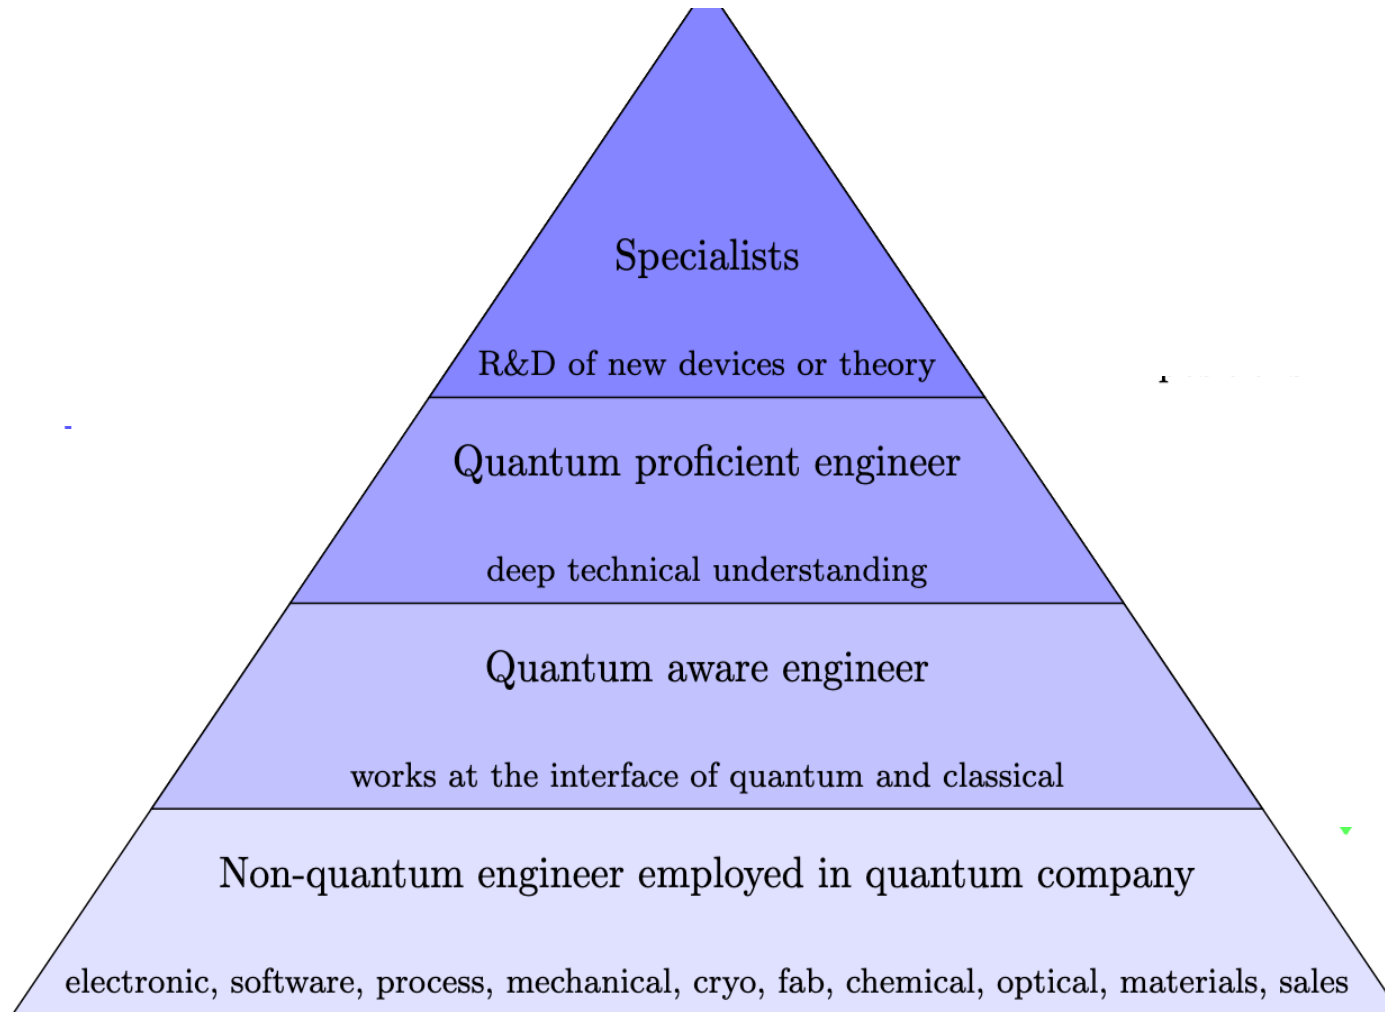 Specialists
R&D of new devices or theory
Quantum proficient engineer
deep technical understanding
Quantum aware engineer
works at the interface of quantum and classical
Non-quantum engineer employed in quantum company
electronic, software, process, mechanical, cryo, fab, chemical, optical, materials, sales